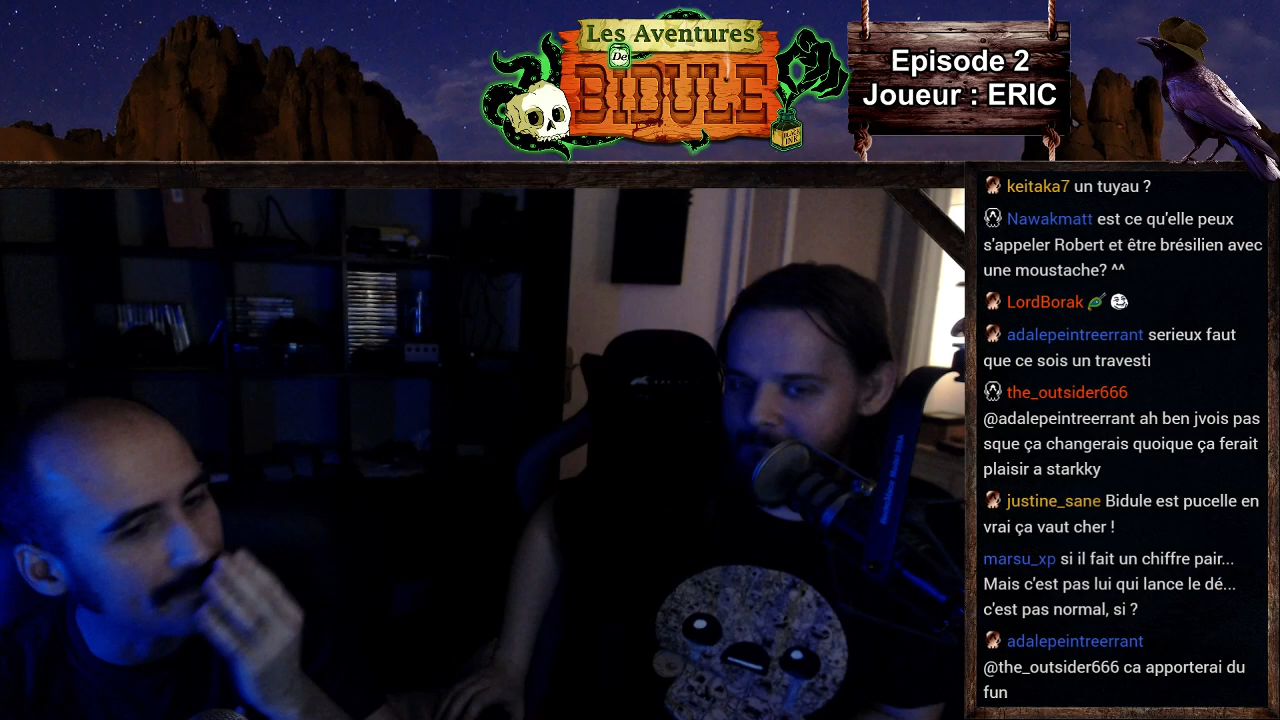 Les Aventures
De
BIDULE
BLACK
INK
Episode 2
Joueur : ERIC
keitaka7 un tuyau ?
Nawakmatt est ce qu'elle peux
s'appeler Robert et être brésilien avec
une moustache? ^^
LordBorak
adalepeintreerrant serieux faut
que ce sois un travesti
the_outsider666
@adalepeintreerrant ah ben jvois pas
sque ça changerais quoique ça ferait
plaisir a starkky
justine_sane Bidule est pucelle en
vrai ça vaut cher !
marsu_xp si il fait un chiffre pair...
Mais c'est pas lui qui lance le dé...
c'est pas normal, si ?
adalepeintreerrant
@the_outsider666 ca apporterai du
fun